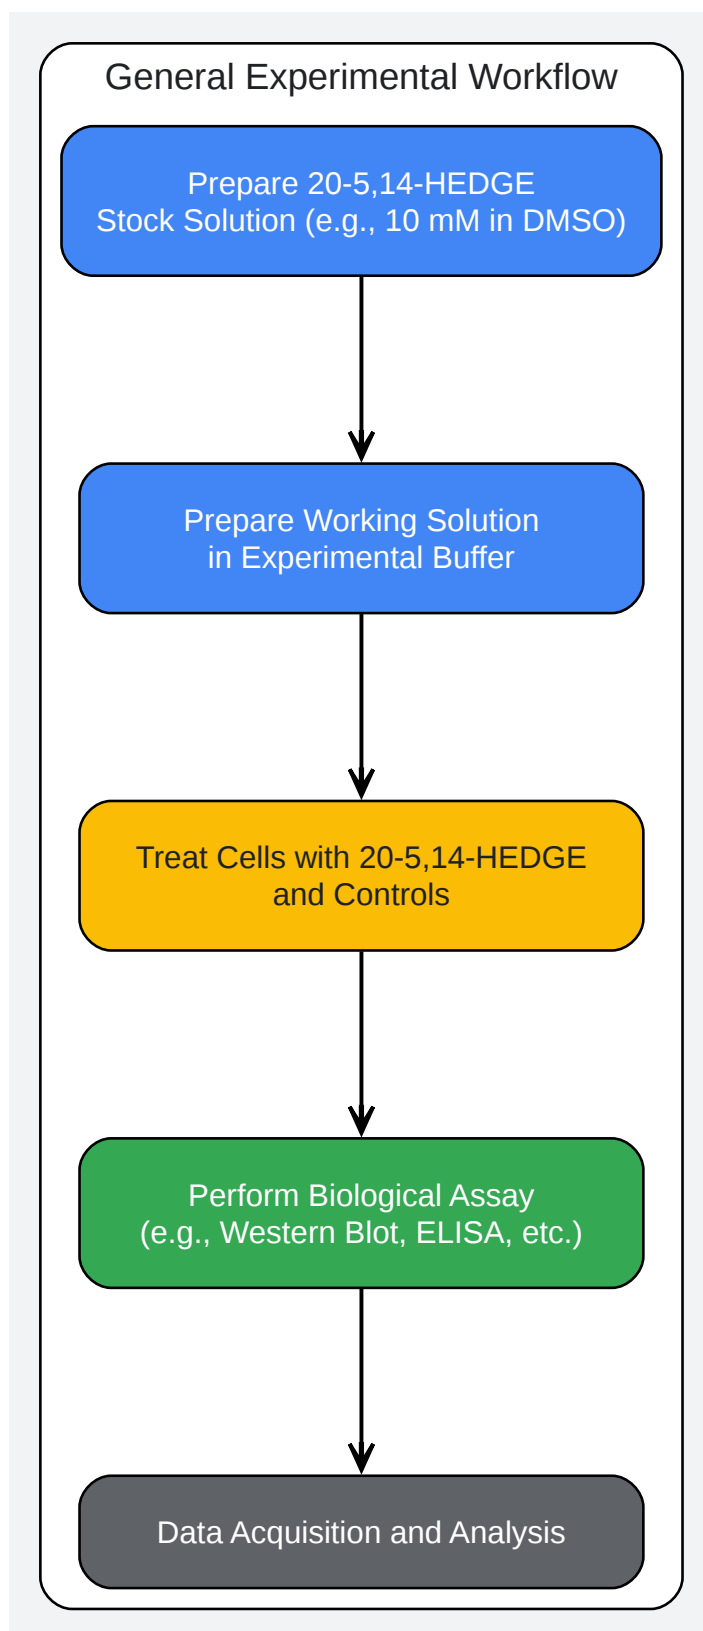 General Experimental Workflow
Prepare 20-5,14-HEDGE
Stock Solution (e.g., 10 mM in DMSO)
Prepare Working Solution
in Experimental Buffer
Treat Cells with 20-5,14-HEDGE
and Controls
Perform Biological Assay
(e.g., Western Blot, ELISA, etc.)
Data Acquisition and Analysis